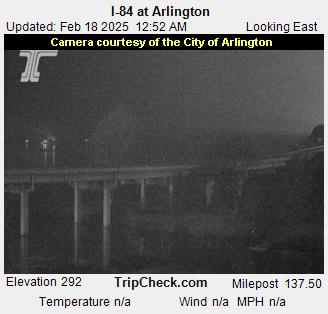 I-84 at Arlington
Updated: Feb 18 2025 12:52 AM Looking East
Camera courtesy of the City of Arlington
Elevation 292 TripCheck.com Milepost 137.50
Temperature n/a Wind n/a MPH n/a